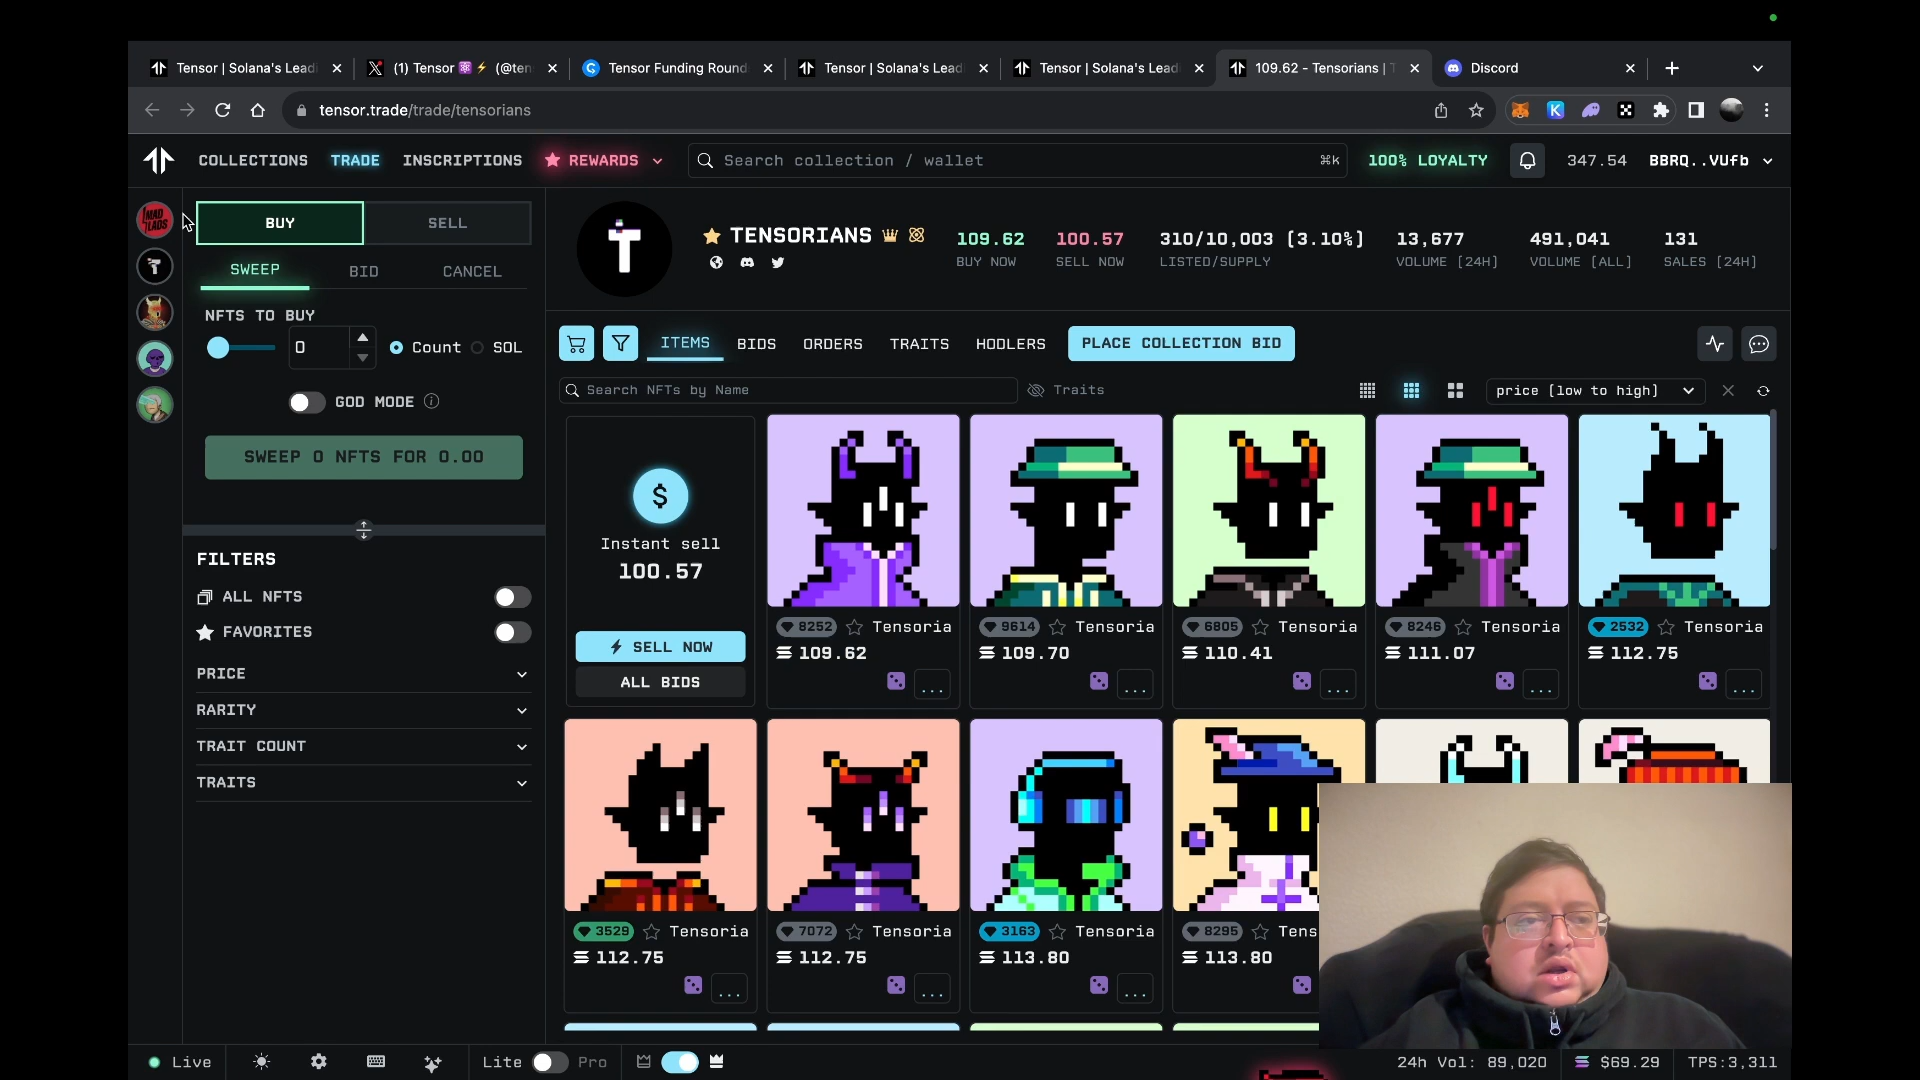 Tensor | Solana's Leadi
(1) Tensor ⚡ (@ten
Tensor Funding Round
Tensor | Solana's Leadi
Tensor | Solana's Leadi
109.62 - Tensorians | T
Discord
tensor.trade/trade/tensorians
COLLECTIONS
TRADE
INSCRIPTIONS
REWARDS
Search collection / wallet
⌘K
100% LOYALTY
347.54
BBRQ..VUfb
MAD LADS
BUY
SELL
SWEEP
BID
CANCEL
NFTS TO BUY
0
Count
SOL
GOD MODE
SWEEP 0 NFTS FOR 0.00
FILTERS
ALL NFTS
FAVORITES
PRICE
RARITY
TRAIT COUNT
TRAITS
TENSORIANS
109.62
BUY NOW
100.57
SELL NOW
310/10,003 [3.10%]
LISTED/SUPPLY
13,677
VOLUME [24H]
491,041
VOLUME [ALL]
131
SALES [24H]
ITEMS
BIDS
ORDERS
TRAITS
HODLERS
PLACE COLLECTION BID
Search NFTs by Name
Traits
price [low to high]
$
Instant sell
100.57
SELL NOW
ALL BIDS
8252 Tensoria
109.62
...
9614 Tensoria
109.70
...
6805 Tensoria
110.41
...
8246 Tensoria
111.07
...
2532 Tensoria
112.75
...
3529 Tensoria
112.75
...
7072 Tensoria
112.75
...
3163 Tensoria
113.80
...
8295 Tens
113.80
Live
Lite
Pro
24h Vol: 89,020
$69.29
TPS:3,311